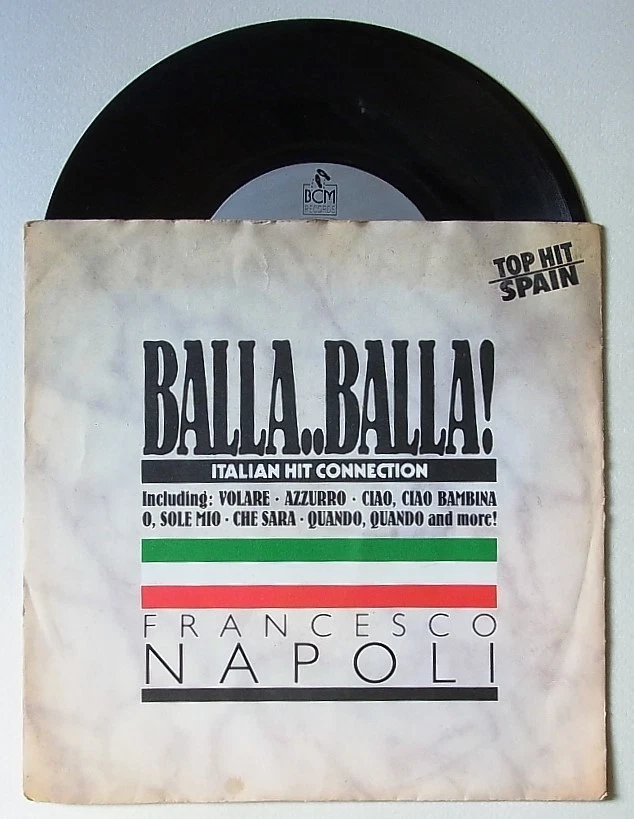 BCM
RECORDS
TOP HIT
SPAIN
BALLA..BALLA!
ITALIAN HIT CONNECTION
Including: VOLARE · AZZURRO · CIAO, CIAO BAMBINA
O, SOLE MIO · CHE SARA · QUANDO, QUANDO and more!
FRANCESCO
NAPOLI